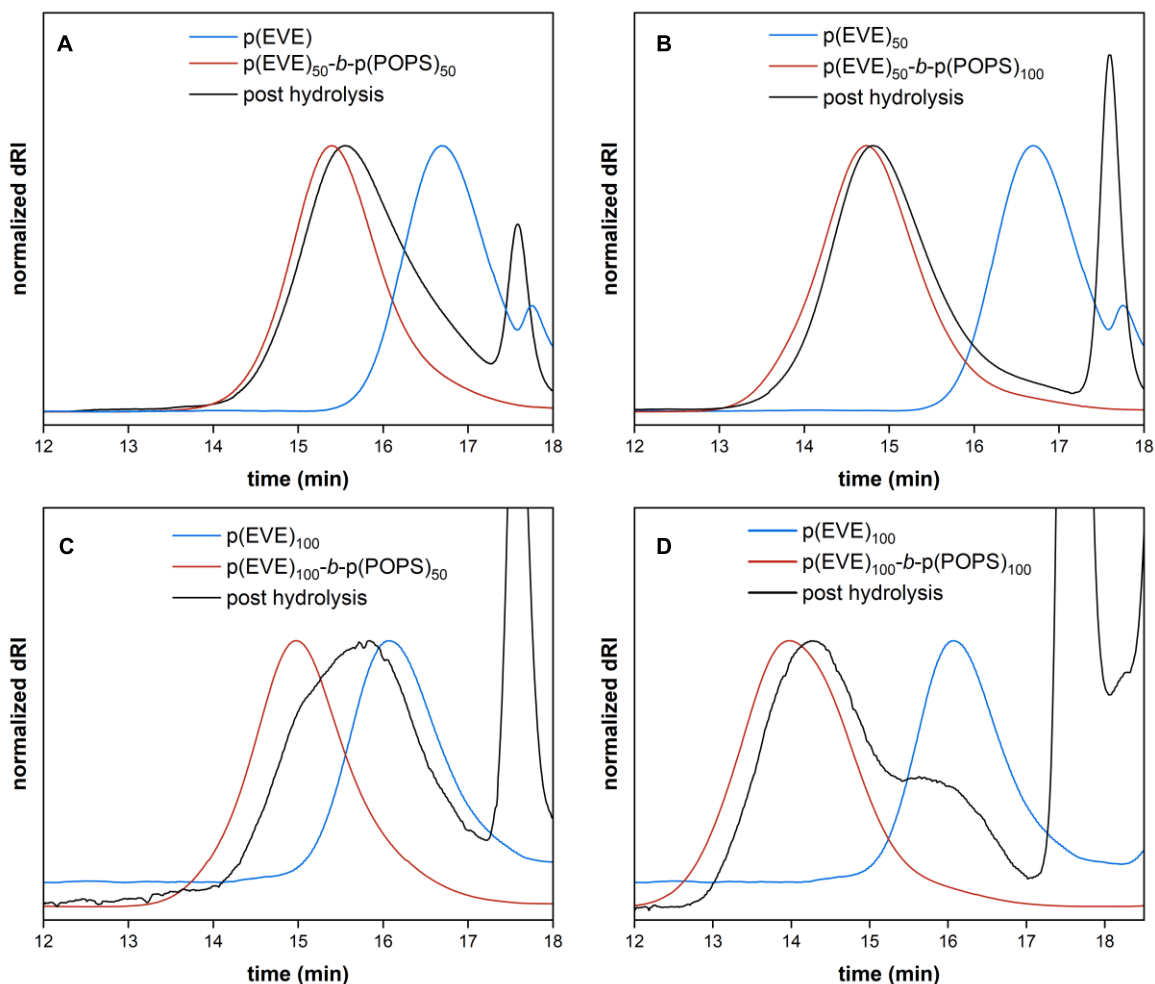 A
p(EVE)
p(EVE)50-b-p(POPS)50
post hydrolysis
normalized dRI
12 13 14 15 16 17 18
time (min)
B
p(EVE)50
p(EVE)50-b-p(POPS)100
post hydrolysis
normalized dRI
12 13 14 15 16 17 18
time (min)
C
p(EVE)100
p(EVE)100-b-p(POPS)50
post hydrolysis
normalized dRI
12 13 14 15 16 17 18
time (min)
D
p(EVE)100
p(EVE)100-b-p(POPS)100
post hydrolysis
normalized dRI
12 13 14 15 16 17 18
time (min)